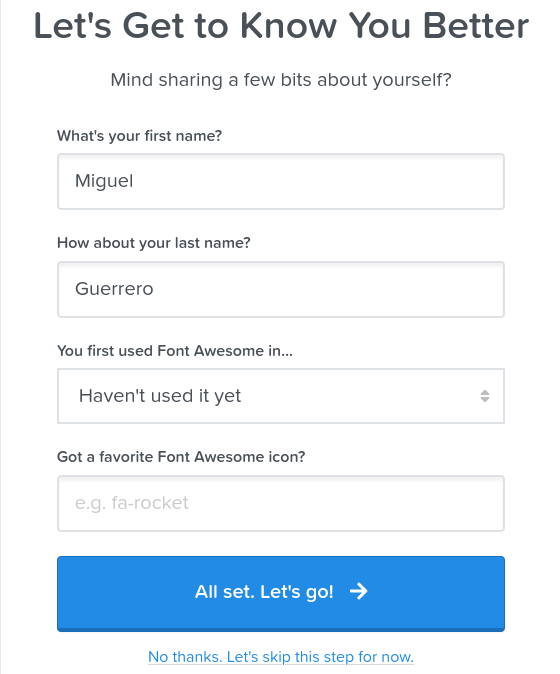 Let's Get to Know You Better
Mind sharing a few bits about yourself?
What's your first name?
Miguel
How about your last name?
Guerrero
You first used Font Awesome in...
Haven't used it yet
Got a favorite Font Awesome icon?
e.g. fa-rocket
All set. Let's go!
No thanks. Let's skip this step for now.